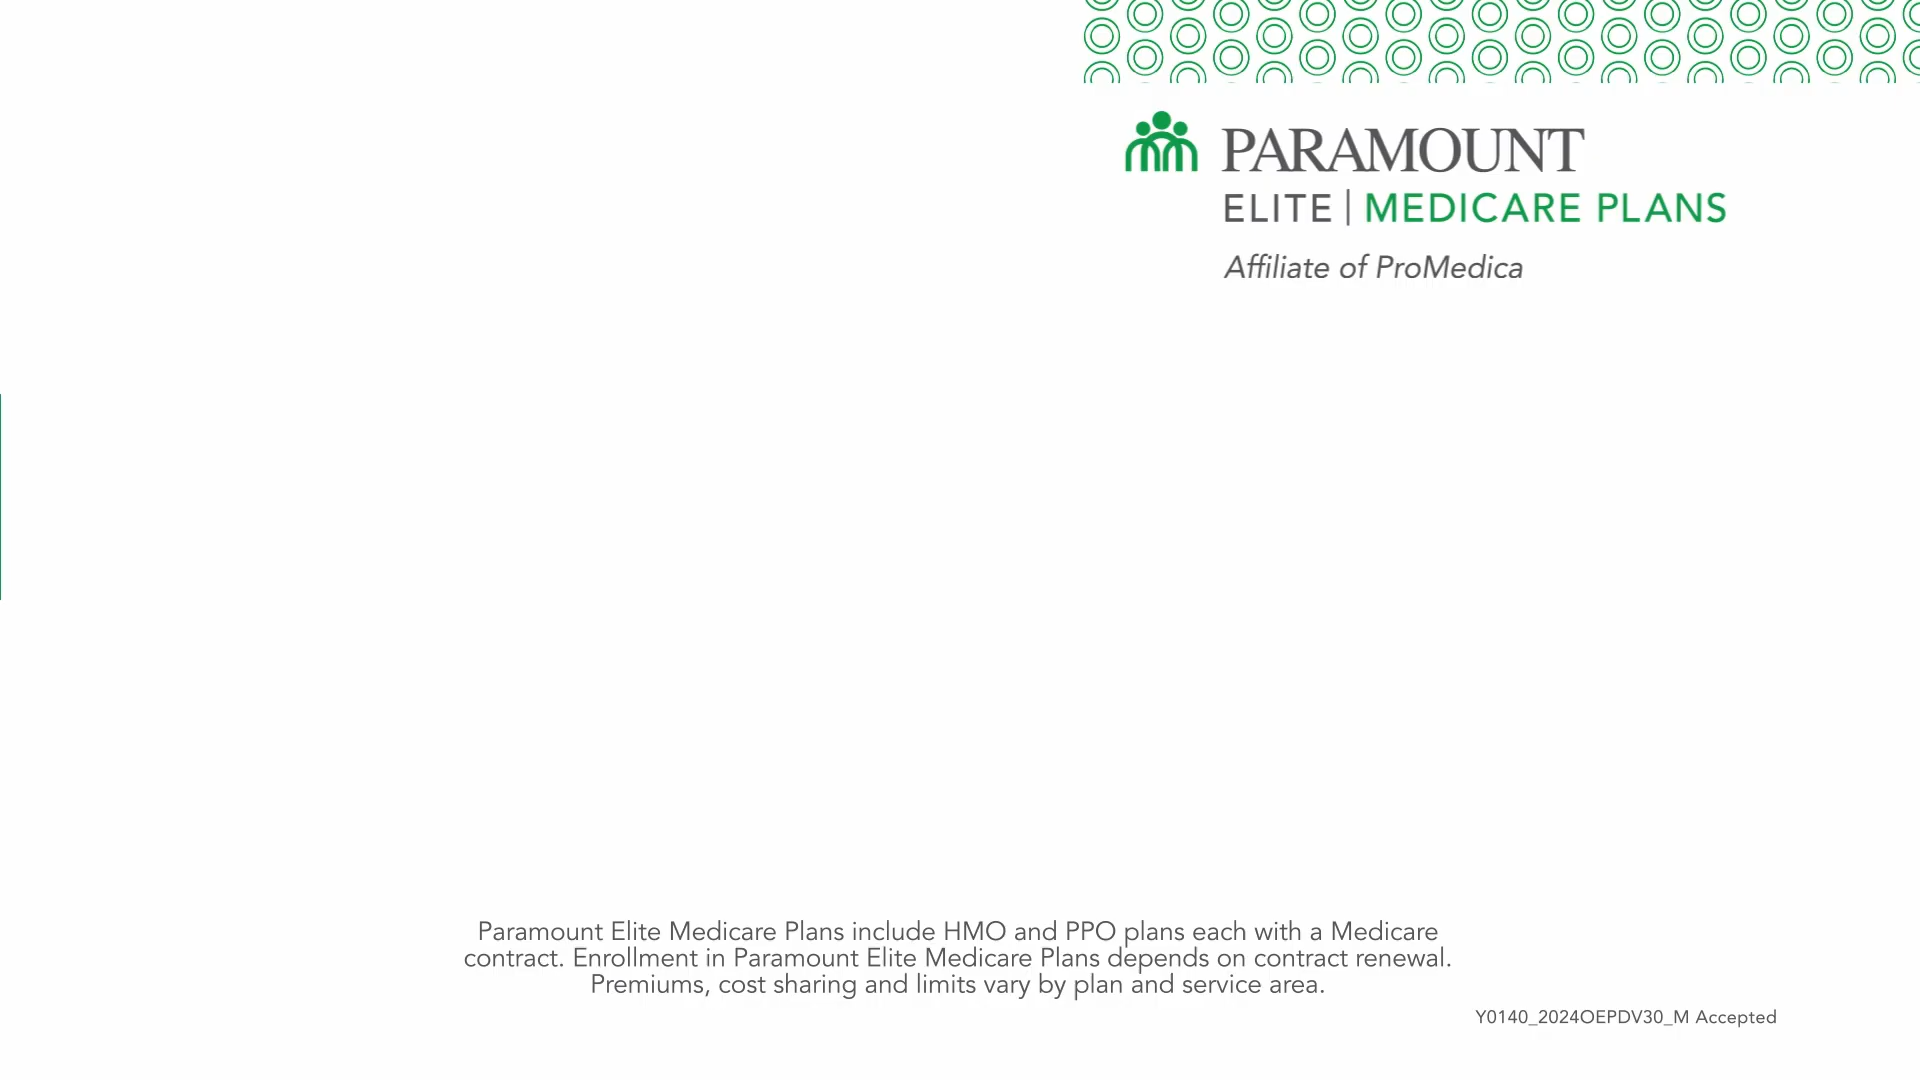 PARAMOUNT
ELITE | MEDICARE PLANS
Affiliate of ProMedica
Paramount Elite Medicare Plans include HMO and PPO plans each with a Medicare
contract. Enrollment in Paramount Elite Medicare Plans depends on contract renewal.
Premiums, cost sharing and limits vary by plan and service area.
Y0140_2024OEPDV30_M Accepted